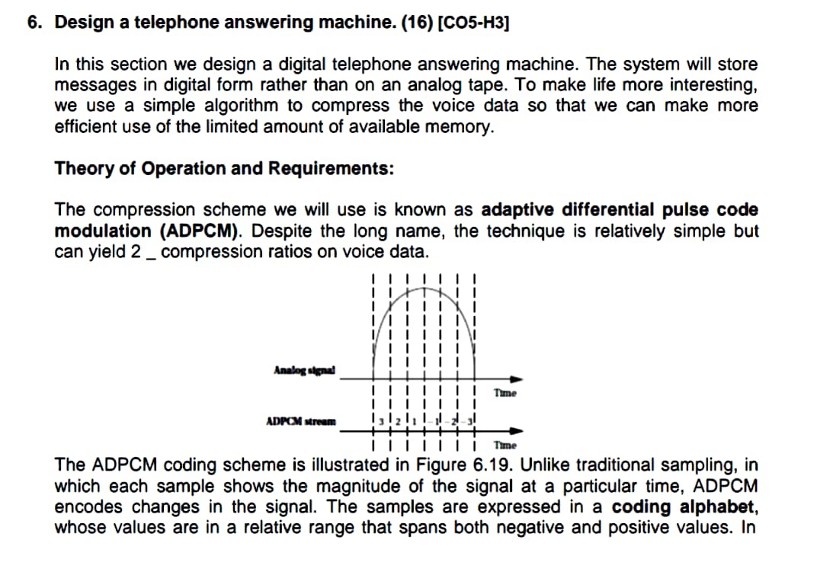 6. Design a telephone answering machine. (16) [CO5-H3]
In this section we design a digital telephone answering machine. The system will store
messages in digital form rather than on an analog tape. To make life more interesting,
we use a simple algorithm to compress the voice data so that we can make more
efficient use of the limited amount of available memory.
Theory of Operation and Requirements:
The compression scheme we will use is known as adaptive differential pulse code
modulation (ADPCM). Despite the long name, the technique is relatively simple but
can yield 2 _ compression ratios on voice data.
Analog signal
Time
ADPCM stream 3 2 1 -1 -2 -3
Time
The ADPCM coding scheme is illustrated in Figure 6.19. Unlike traditional sampling, in
which each sample shows the magnitude of the signal at a particular time, ADPCM
encodes changes in the signal. The samples are expressed in a coding alphabet,
whose values are in a relative range that spans both negative and positive values. In